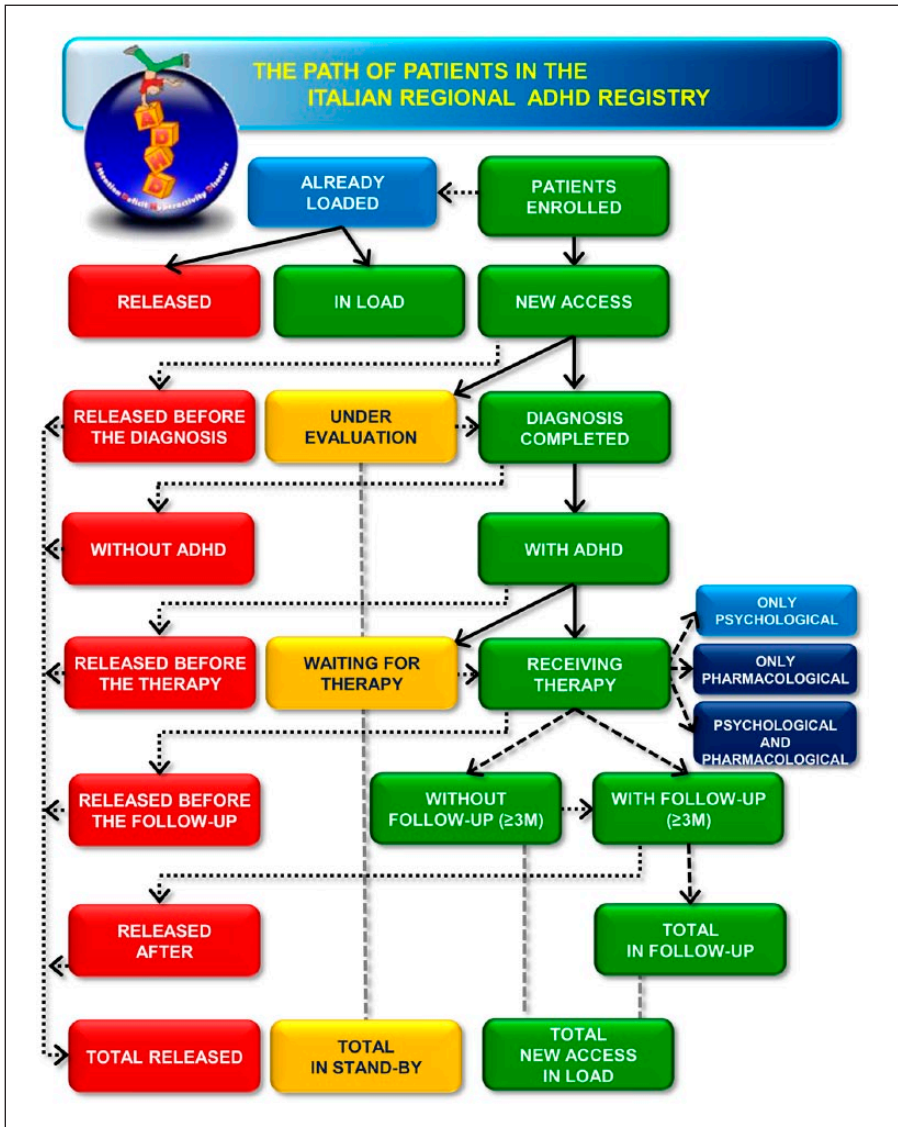 THE PATH OF PATIENTS IN THE
ITALIAN REGIONAL ADHD REGISTRY
A
D
H
D
Attention Deficit Hyperactivity Disorder
ALREADY
LOADED
PATIENTS
ENROLLED
RELEASED
IN LOAD
NEW ACCESS
RELEASED BEFORE
THE DIAGNOSIS
UNDER
EVALUATION
DIAGNOSIS
COMPLETED
WITHOUT ADHD
WITH ADHD
ONLY
PSYCHOLOGICAL
RELEASED BEFORE
THE THERAPY
WAITING FOR
THERAPY
RECEIVING
THERAPY
ONLY
PHARMACOLOGICAL
PSYCHOLOGICAL
AND
PHARMACOLOGICAL
RELEASED BEFORE
THE FOLLOW-UP
WITHOUT
FOLLOW-UP (≥3M)
WITH FOLLOW-UP
(≥3M)
RELEASED
AFTER
TOTAL
IN FOLLOW-UP
TOTAL RELEASED
TOTAL
IN STAND-BY
TOTAL
NEW ACCESS
IN LOAD